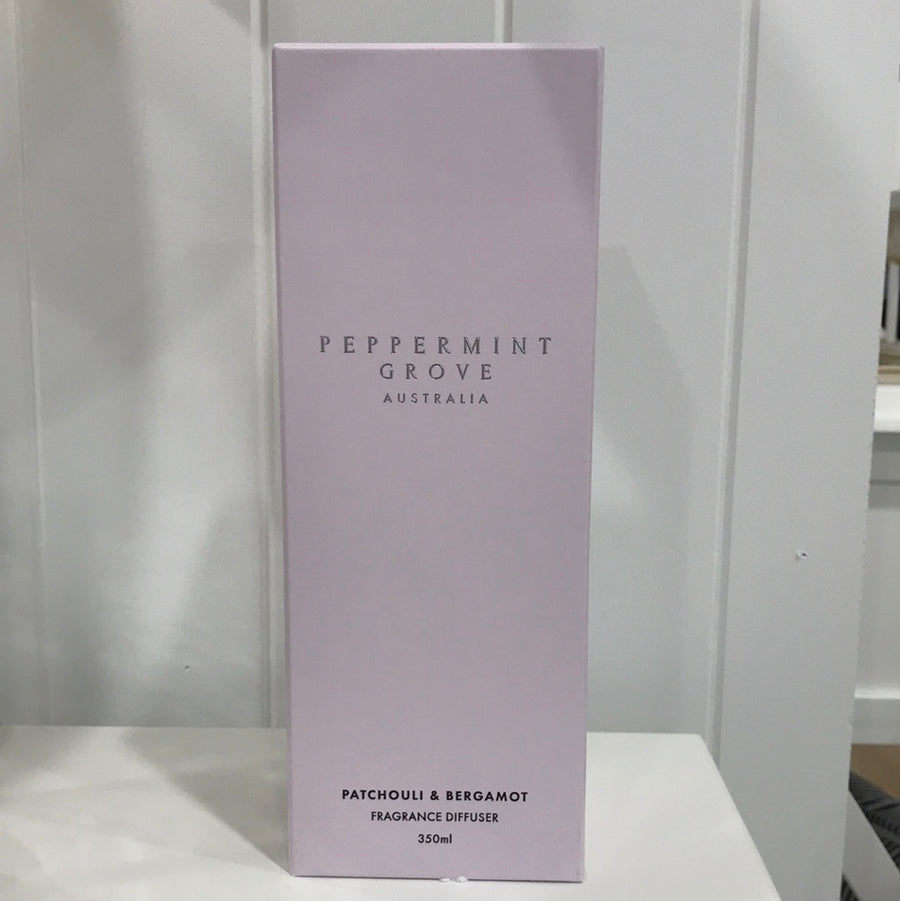 PEPPERMINT
GROVE
AUSTRALIA
PATCHOULI & BERGAMOT
FRAGRANCE DIFFUSER
350ml